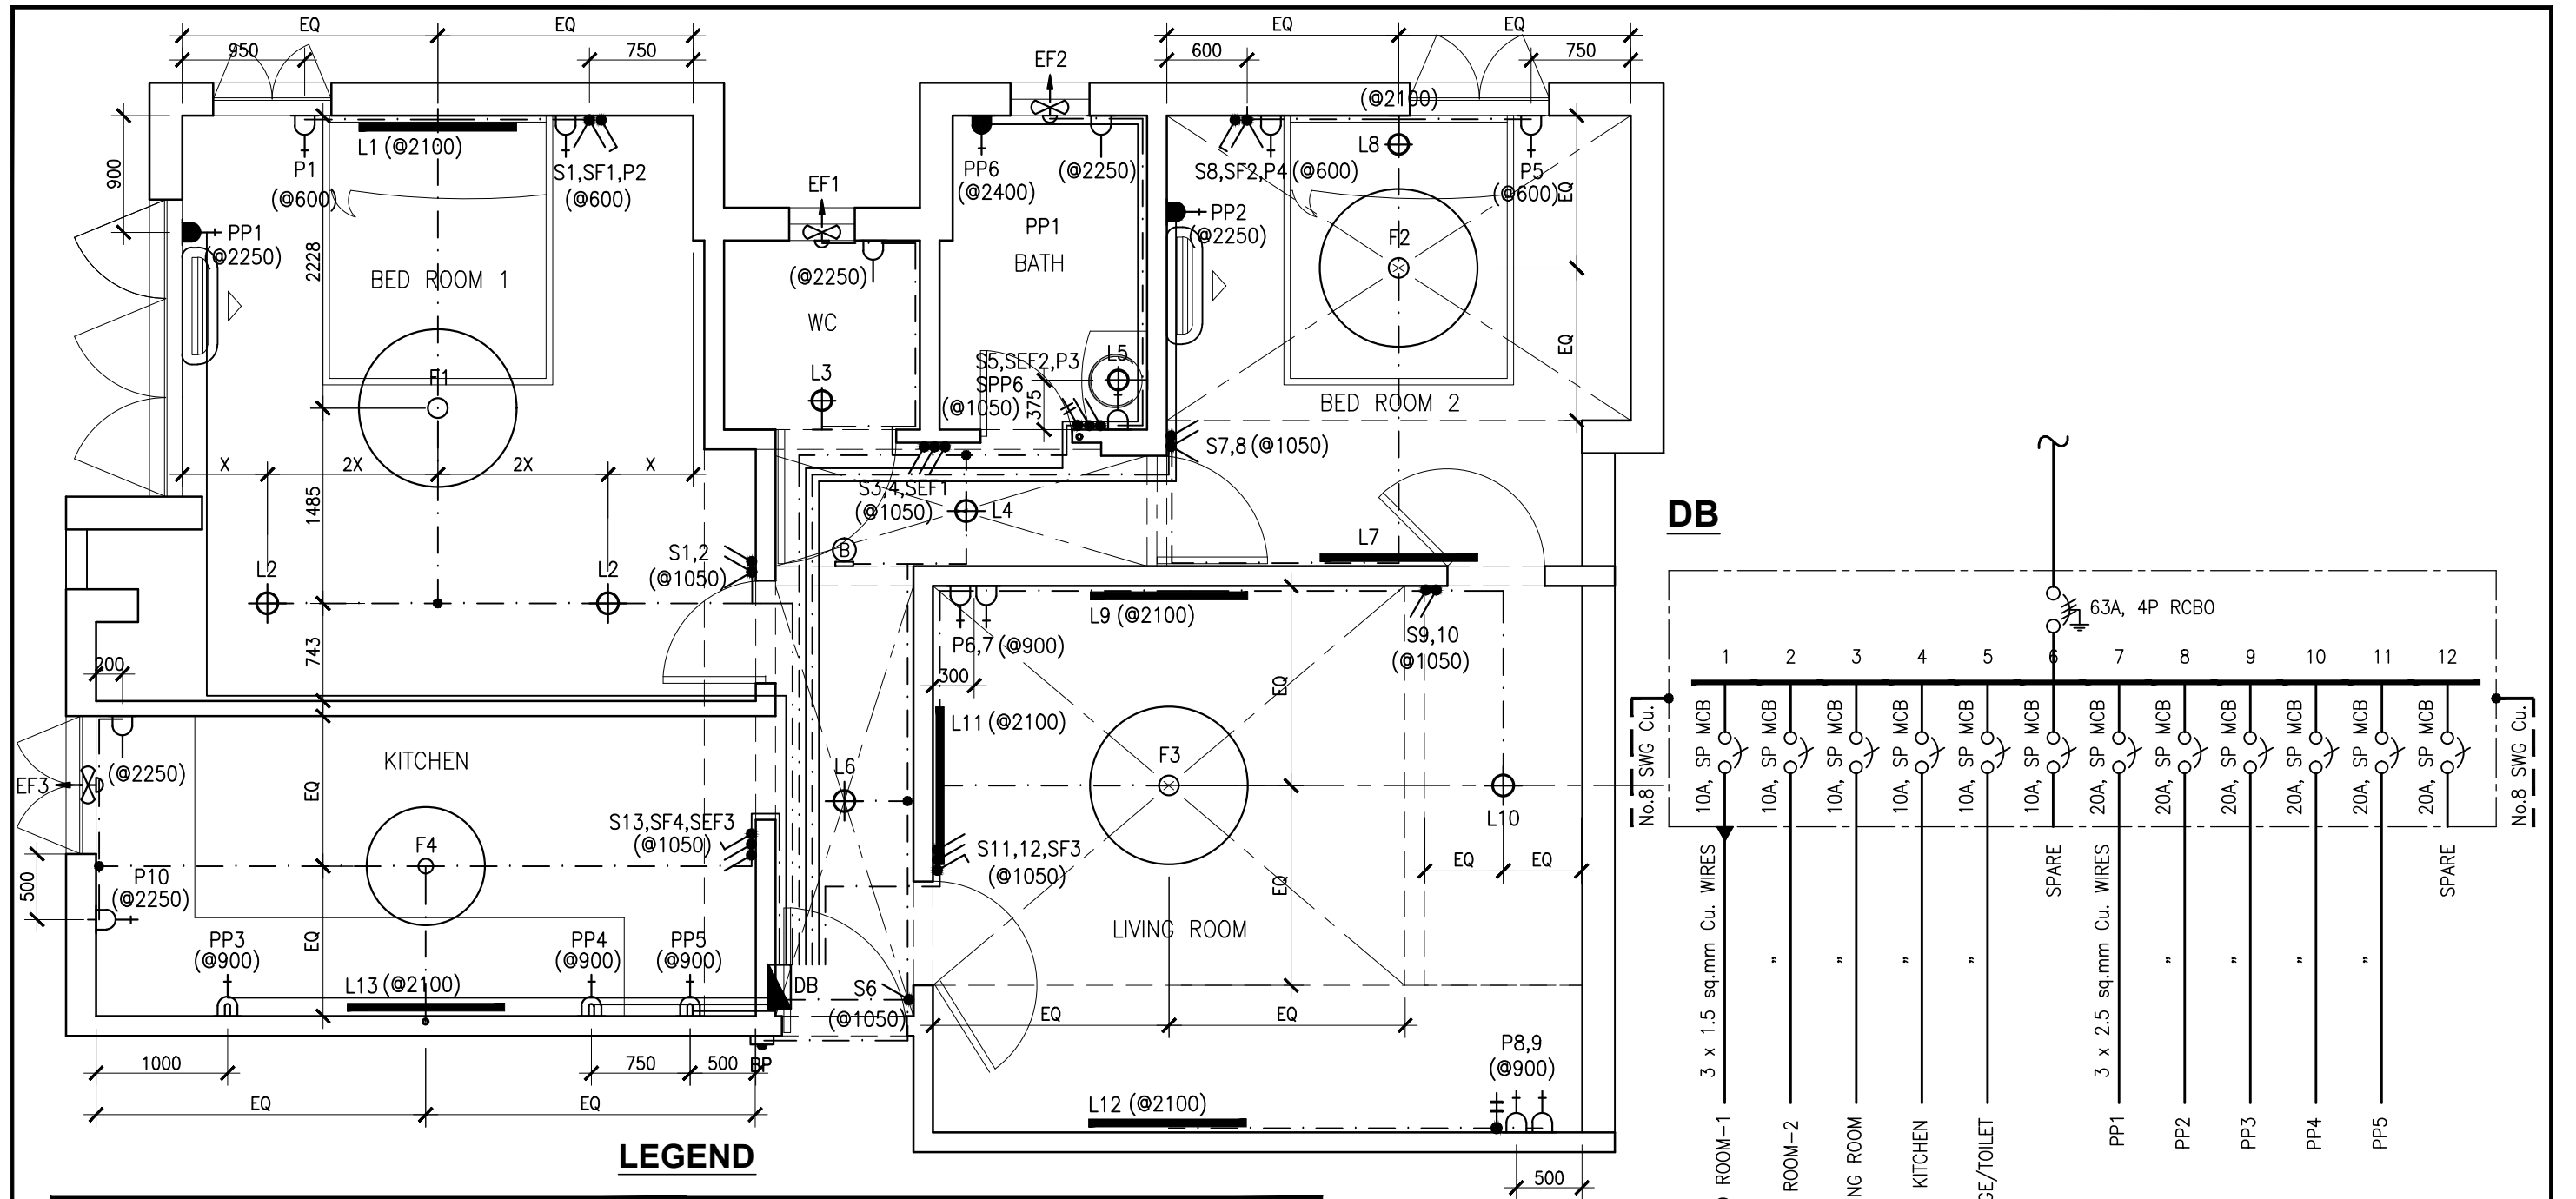 EQ EQ EQ EQ
950 750 600 750
EF2
(@2100)
L1 (@2100)
L8
P1
(@600)
S1,SF1,P2
(@600)
PP6
(@2400)
(@2250)
S8,SF2,P4 (@600)
P5
(@600)
EQ
900
EF1
PP1
(@2250)
PP1
BATH
PP2
(@2250)
F2
2228
BED ROOM 1
(@2250)
WC
EQ
F1
L3
S5,SEF2,P3
SPP6
(@1050)
L5
375
BED ROOM 2
S7,8 (@1050)
X 2X 2X X
S3,4,SEF1
(@1050)
L4
1485
B
L7
DB
S1,2
(@1050)
L2 L2
L9 (@2100)
63A, 4P RCBO
743
200
P6,7 (@900)
S9,10
(@1050)
300
EQ
1 2 3 4 5 6 7 8 9 10 11 12
L11 (@2100)
No.8 SWG Cu.
10A, SP MCB
10A, SP MCB
10A, SP MCB
10A, SP MCB
10A, SP MCB
10A, SP MCB
20A, SP MCB
20A, SP MCB
20A, SP MCB
20A, SP MCB
20A, SP MCB
20A, SP MCB
No.8 SWG Cu.
KITCHEN
(@2250)
EF3
EQ
L6
F3
L10
S13,SF4,SEF3
(@1050)
F4
S11,12,SF3
(@1050)
EQ EQ
EQ
P10
(@2250)
500
LIVING ROOM
3 x 1.5 sq.mm Cu. WIRES
" " " "
SPARE
3 x 2.5 sq.mm Cu. WIRES
" " " "
SPARE
PP3
(@900)
PP4
(@900)
PP5
(@900)
EQ
L13 (@2100)
DB
S6
(@1050)
EQ EQ
1000 750 500
BP
P8,9
(@900)
EQ EQ
L12 (@2100)
ROOM-1
ROOM-2
NG ROOM
KITCHEN
GE/TOILET
PP1
PP2
PP3
PP4
PP5
LEGEND
500